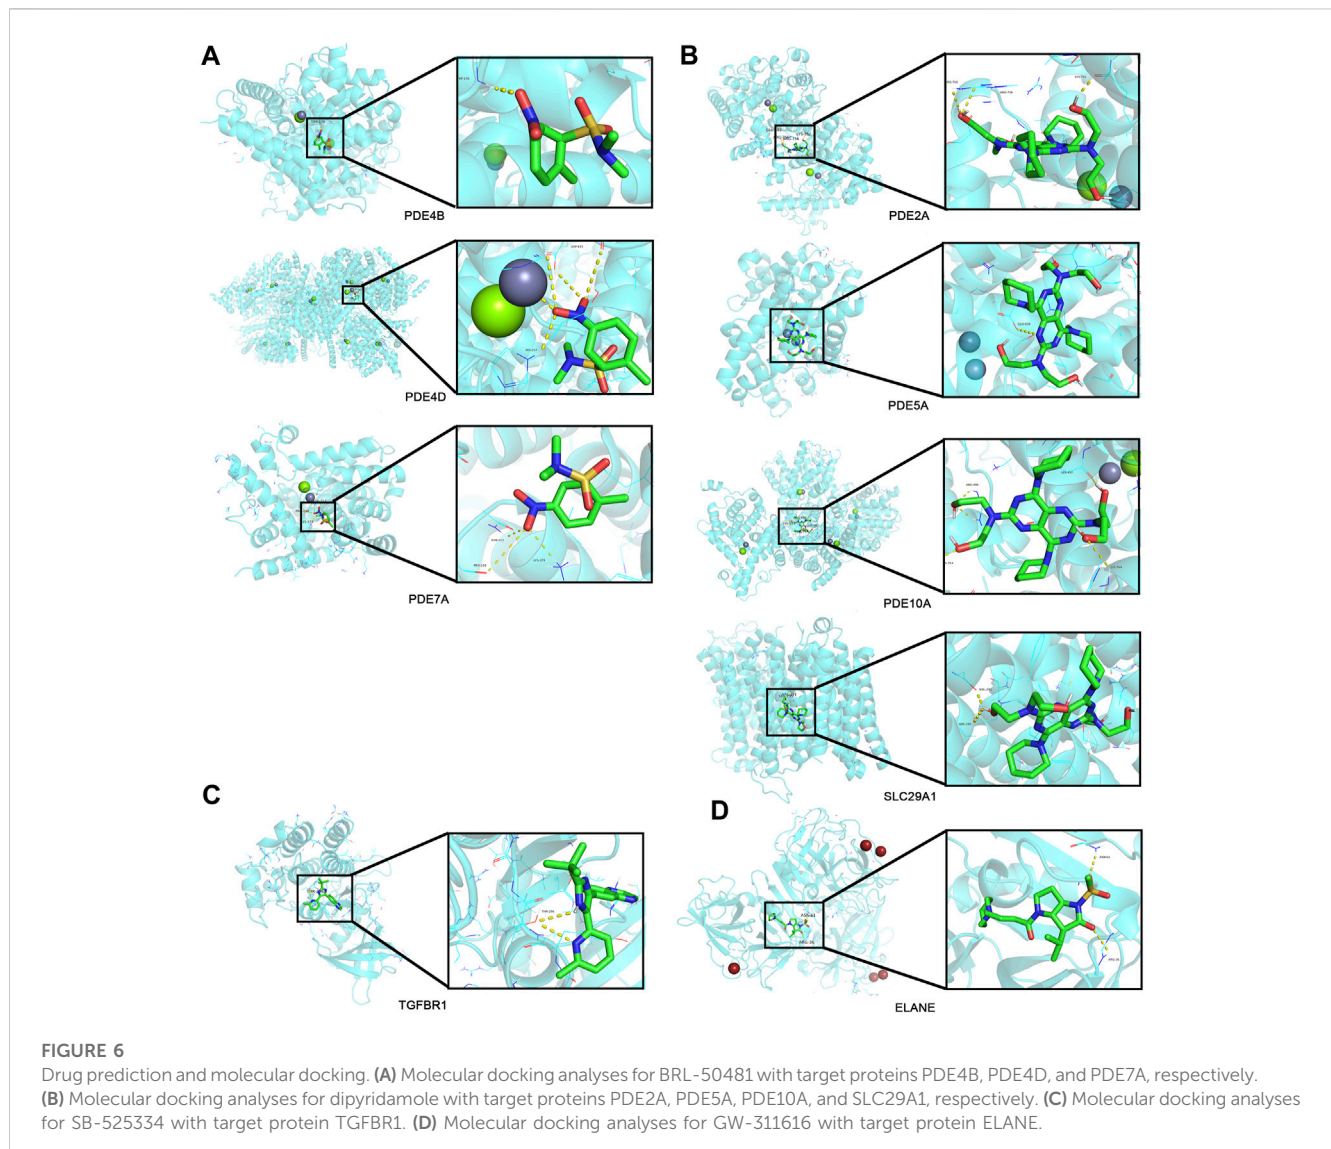 A
B
PDE4B
PDE2A
PDE4D
PDE5A
PDE7A
PDE10A
SLC29A1
C
D
TGFBR1
ELANE
FIGURE 6
Drug prediction and molecular docking. (A) Molecular docking analyses for BRL-50481 with target proteins PDE4B, PDE4D, and PDE7A, respectively.
(B) Molecular docking analyses for dipyridamole with target proteins PDE2A, PDE5A, PDE10A, and SLC29A1, respectively. (C) Molecular docking analyses
for SB-525334 with target protein TGFBR1. (D) Molecular docking analyses for GW-311616 with target protein ELANE.